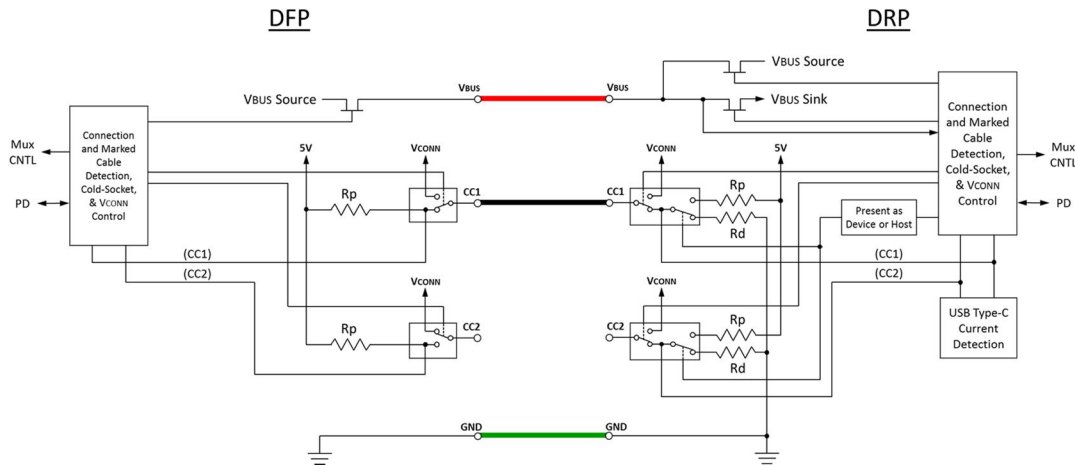 DFP
DRP
VBUS Source
VBUS
VBUS
VBUS Source
VBUS Sink
Connection
and Marked
Cable
Detection,
Cold-Socket,
& VCONN
Control
Mux
CNTL
PD
5V
Rp
VCONN
CC1
CC1
VCONN
5V
Rp
Rd
Connection
and Marked
Cable
Detection,
Cold-Socket,
& VCONN
Control
Mux
CNTL
PD
Present as
Device or Host
(CC1)
(CC2)
(CC1)
(CC2)
VCONN
Rp
CC2
CC2
VCONN
Rp
Rd
USB Type-C
Current
Detection
GND
GND